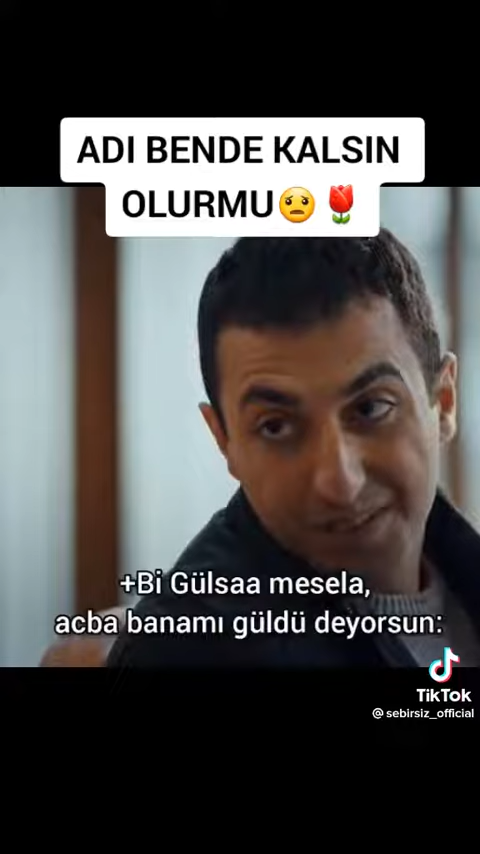 ADI BENDE KALSIN
OLURMU😦🌷
+Bi Gülsaa mesela,
acba banamı güldü deyorsun:
TikTok
@sebirsiz_official